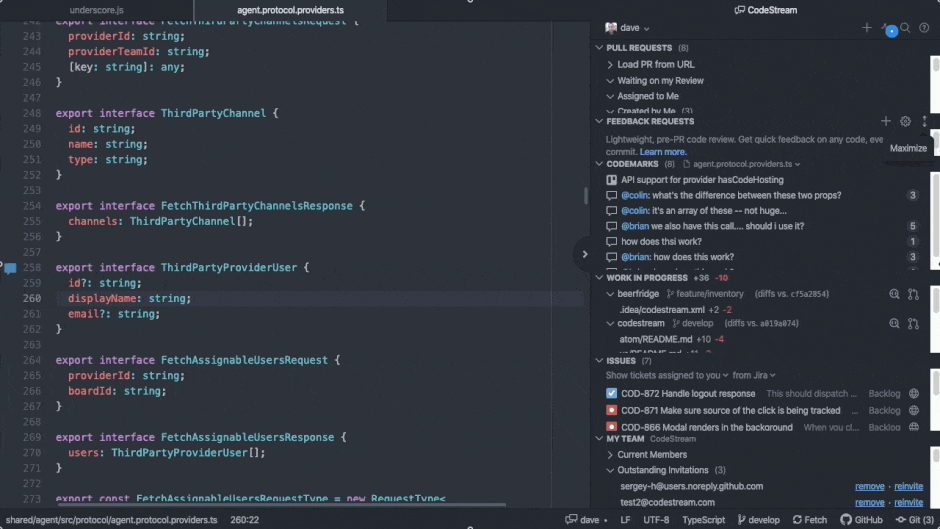 underscore.js
agent.protocol.providers.ts
CodeStream
242 export interface FetchThirdPartyChannelsRequest {
243 providerId: string;
244 providerTeamId: string;
245 [key: string]: any;
246 }
247
248 export interface ThirdPartyChannel {
249 id: string;
250 name: string;
251 type: string;
252 }
253
254 export interface FetchThirdPartyChannelsResponse {
255 channels: ThirdPartyChannel[];
256 }
257
258 export interface ThirdPartyProviderUser {
259 id?: string;
260 displayName: string;
261 email?: string;
262 }
263
264 export interface FetchAssignableUsersRequest {
265 providerId: string;
266 boardId: string;
267 }
268
269 export interface FetchAssignableUsersResponse {
270 users: ThirdPartyProviderUser[];
271 }
272
273 export const FetchAssignableUsersRequestType = new RequestType<
dave
PULL REQUESTS (8)
Load PR from URL
Waiting on my Review
Assigned to Me
Created by Me (3)
FEEDBACK REQUESTS
Maximize
Lightweight, pre-PR code review. Get quick feedback on any code, eve
commit. Learn more.
CODEMARKS (8) agent.protocol.providers.ts
API support for provider hasCodeHosting
@colin: what's the difference between these two props? 3
@colin: it's an array of these -- not huge...
@brian we also have this call.... should i use it? 5
how does thsi work? 1
@brian: how does this work? 3
WORK IN PROGRESS +36 -10
beerfridge feature/inventory (diffs vs. cf5a2854)
.idea/codestream.xml +2 -2
codestream develop (diffs vs. a019a074)
atom/README.md +10 -4
ISSUES (7)
Show tickets assigned to you from Jira
COD-872 Handle logout response This should dispatch ... Backlog
COD-871 Make sure source of the click is being tracked ... Backlog
COD-866 Modal renders in the background When you cl... Backlog
MY TEAM CodeStream
Current Members
Outstanding Invitations (3)
sergey-h@users.noreply.github.com remove · reinvite
test2@codestream.com remove · reinvite
shared/agent/src/protocol/agent.protocol.providers.ts 260:22 dave LF UTF-8 TypeScript develop Fetch GitHub Git (3)